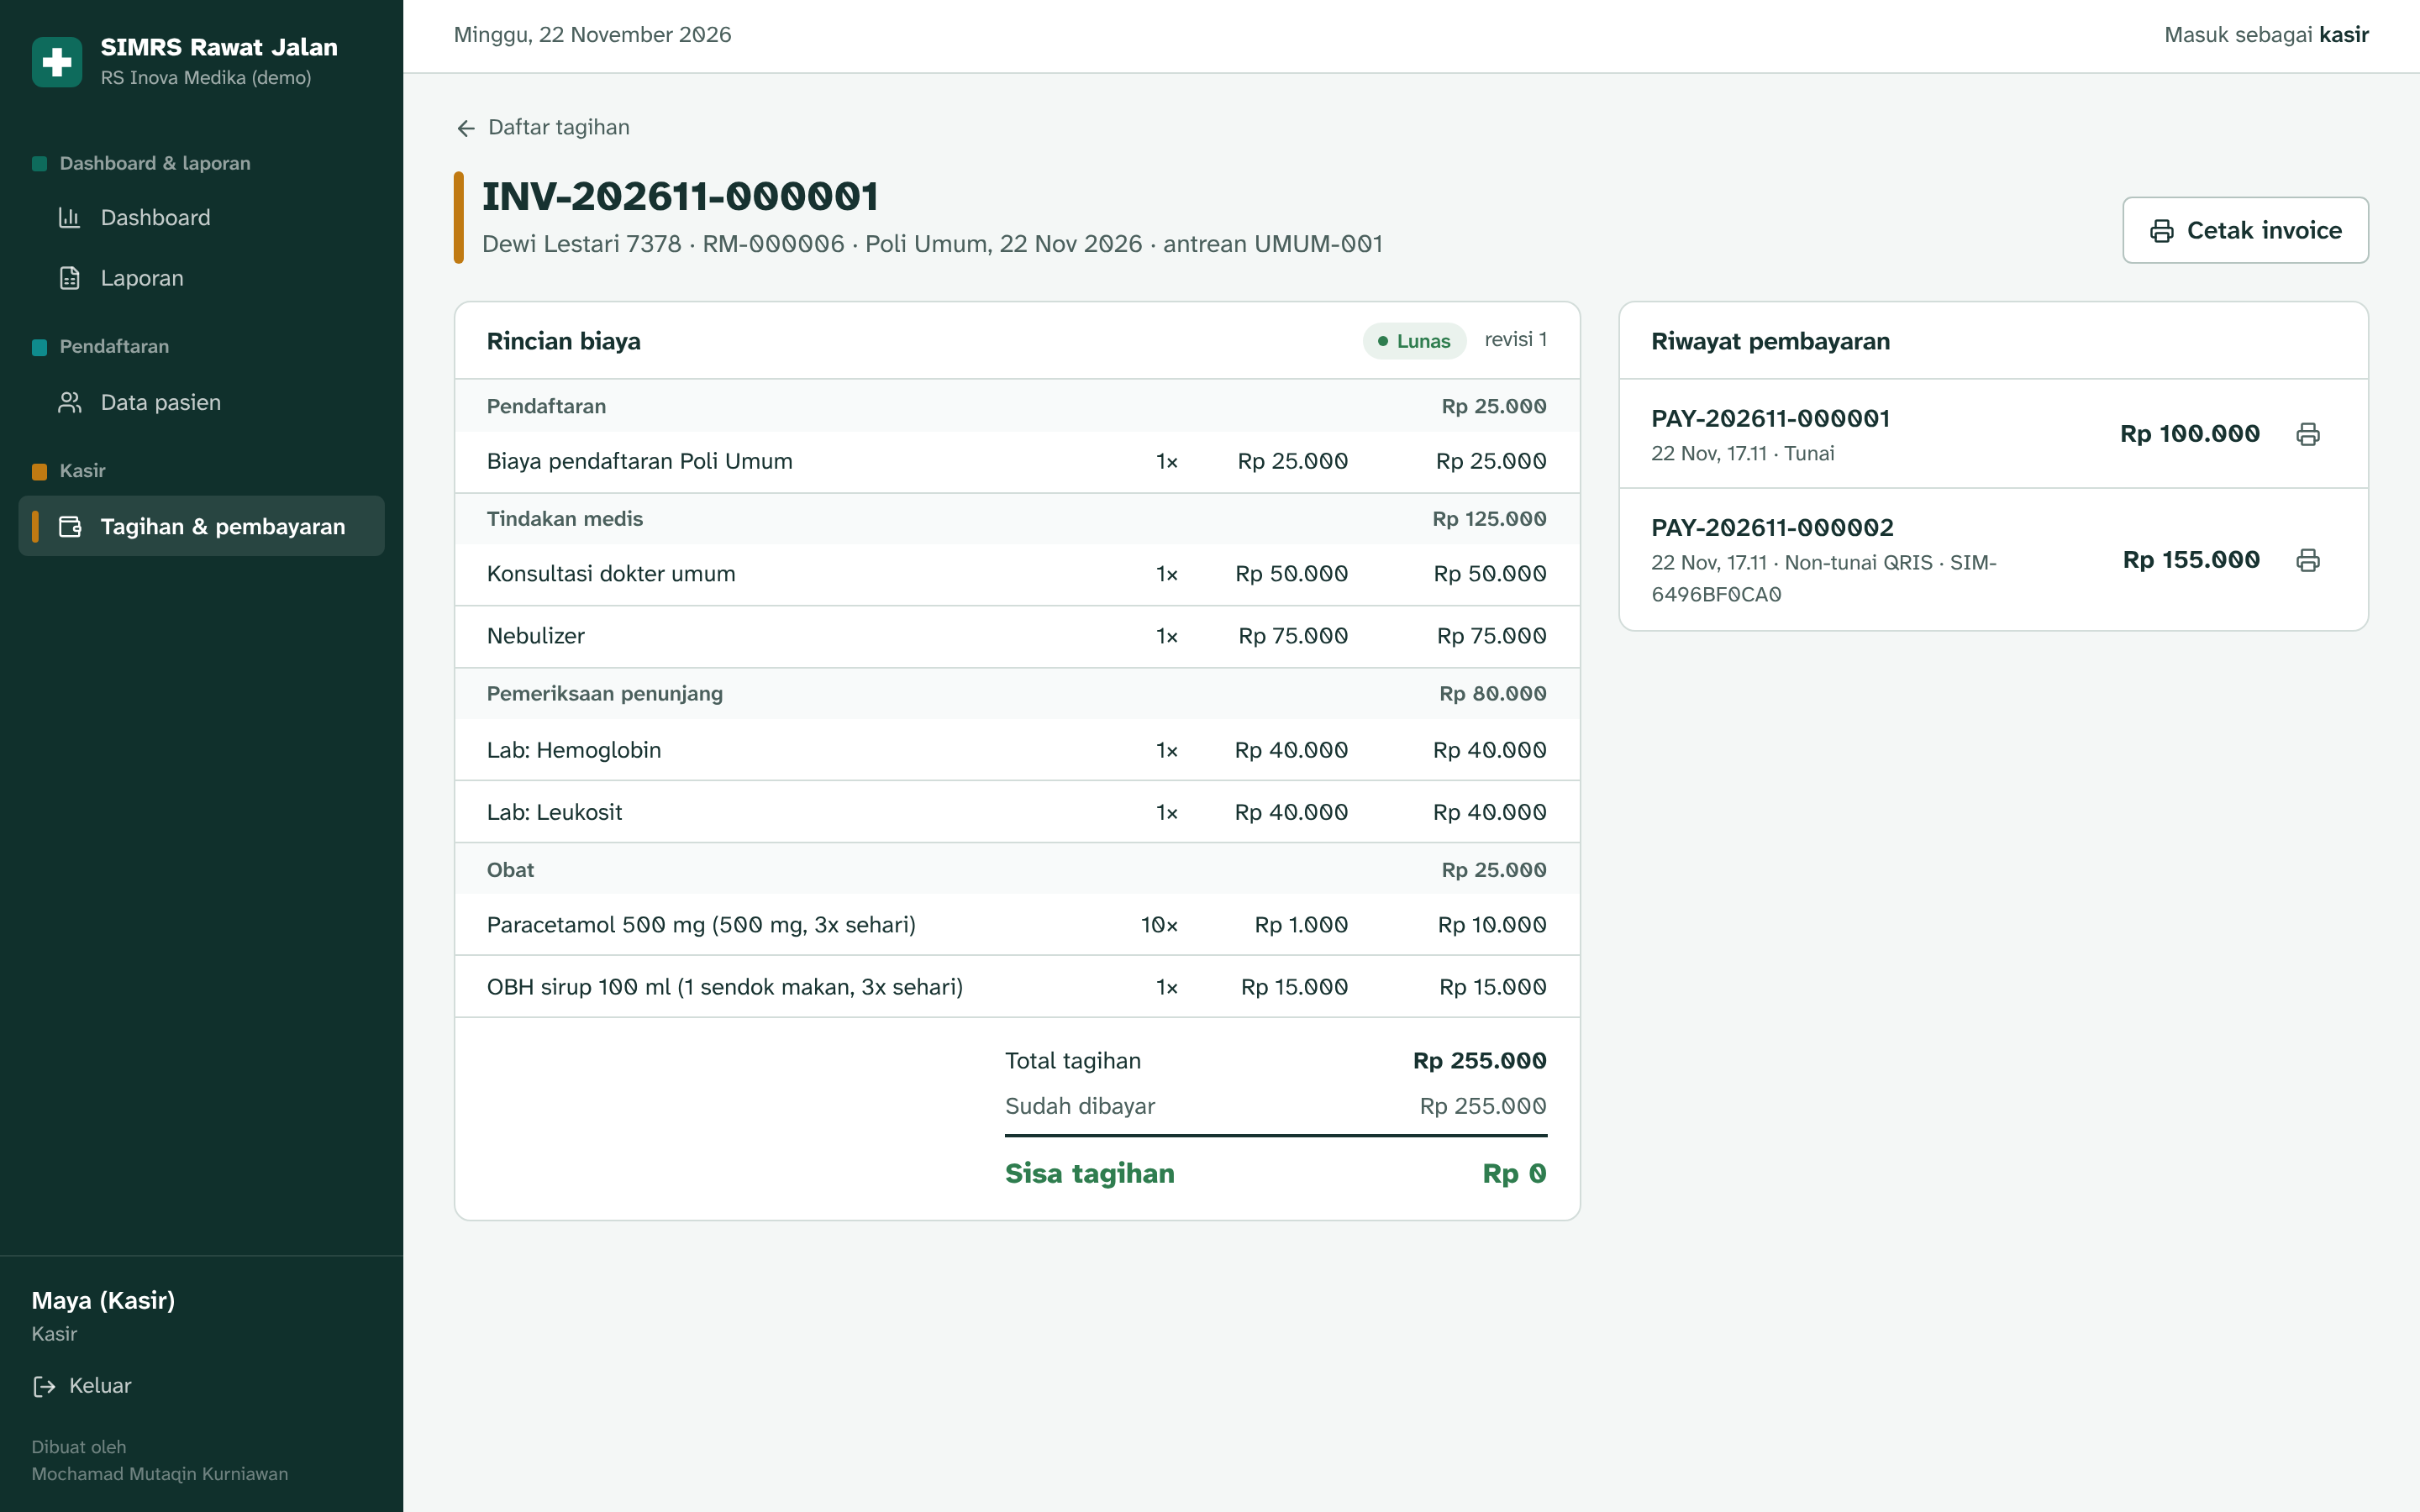 SIMRS Rawat Jalan
RS Inova Medika (demo)
Dashboard & laporan
Dashboard
Laporan
Pendaftaran
Data pasien
Kasir
Tagihan & pembayaran
Maya (Kasir)
Kasir
Keluar
Dibuat oleh
Mochamad Mutaqin Kurniawan
Minggu, 22 November 2026
Masuk sebagai kasir
Daftar tagihan
INV-202611-000001
Dewi Lestari 7378 · RM-000006 · Poli Umum, 22 Nov 2026 · antrean UMUM-001
Cetak invoice
Rincian biaya Lunas revisi 1
Pendaftaran Rp 25.000
Biaya pendaftaran Poli Umum 1× Rp 25.000 Rp 25.000
Tindakan medis Rp 125.000
Konsultasi dokter umum 1× Rp 50.000 Rp 50.000
Nebulizer 1× Rp 75.000 Rp 75.000
Pemeriksaan penunjang Rp 80.000
Lab: Hemoglobin 1× Rp 40.000 Rp 40.000
Lab: Leukosit 1× Rp 40.000 Rp 40.000
Obat Rp 25.000
Paracetamol 500 mg (500 mg, 3x sehari) 10× Rp 1.000 Rp 10.000
OBH sirup 100 ml (1 sendok makan, 3x sehari) 1× Rp 15.000 Rp 15.000
Total tagihan Rp 255.000
Sudah dibayar Rp 255.000
Sisa tagihan Rp 0
Riwayat pembayaran
PAY-202611-000001
22 Nov, 17.11 · Tunai
Rp 100.000
PAY-202611-000002
22 Nov, 17.11 · Non-tunai QRIS · SIM-
6496BF0CA0
Rp 155.000